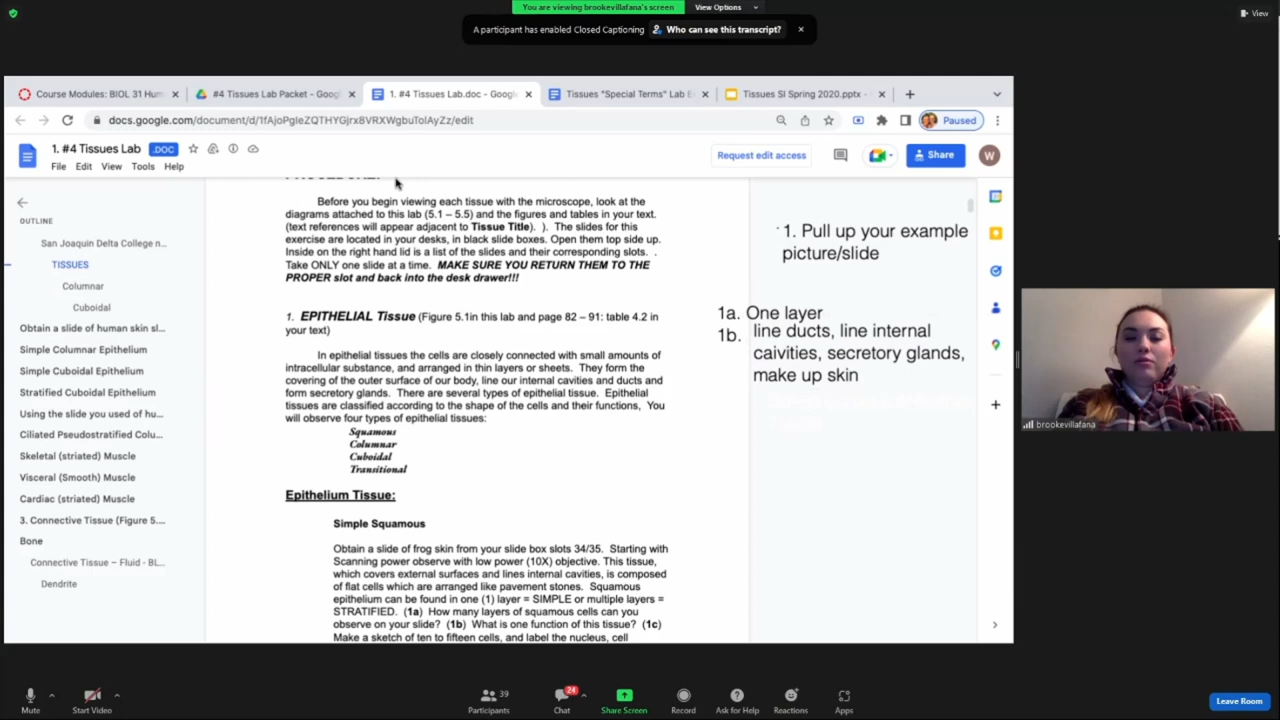 You are viewing brookevillafana's screen
View Options
View
A participant has enabled Closed Captioning
Who can see this transcript?
Course Modules: BIOL 31 Hum
#4 Tissues Lab Packet - Googl
1. #4 Tissues Lab.doc - Google
Tissues "Special Terms" Lab E
Tissues SI Spring 2020.pptx -
docs.google.com/document/d/1fAjoPgleZQTHYGjrx8VRXWgbuTolAyZz/edit
Paused
1. #4 Tissues Lab
.DOC
File Edit View Tools Help
Request edit access
Share
W
OUTLINE
San Joaquin Delta College n...
TISSUES
Columnar
Cuboidal
Obtain a slide of human skin sl...
Simple Columnar Epithelium
Simple Cuboidal Epithelium
Stratified Cuboidal Epithelium
Using the slide you used of hu...
Ciliated Pseudostratified Colu...
Skeletal (striated) Muscle
Visceral (Smooth) Muscle
Cardiac (striated) Muscle
3. Connective Tissue (Figure 5....
Bone
Connective Tissue – Fluid - BL...
Dendrite
Before you begin viewing each tissue with the microscope, look at the
diagrams attached to this lab (5.1 – 5.5) and the figures and tables in your text.
(text references will appear adjacent to Tissue Title). ). The slides for this
exercise are located in your desks, in black slide boxes. Open them top side up.
Inside on the right hand lid is a list of the slides and their corresponding slots. .
Take ONLY one slide at a time. MAKE SURE YOU RETURN THEM TO THE
PROPER slot and back into the desk drawer!!!
1. EPITHELIAL Tissue (Figure 5.1in this lab and page 82 – 91: table 4.2 in
your text)
In epithelial tissues the cells are closely connected with small amounts of
intracellular substance, and arranged in thin layers or sheets. They form the
covering of the outer surface of our body, line our internal cavities and ducts and
form secretory glands. There are several types of epithelial tissue. Epithelial
tissues are classified according to the shape of the cells and their functions, You
will observe four types of epithelial tissues:
Squamous
Columnar
Cuboidal
Transitional
Epithelium Tissue:
Simple Squamous
Obtain a slide of frog skin from your slide box slots 34/35. Starting with
Scanning power observe with low power (10X) objective. This tissue,
which covers external surfaces and lines internal cavities, is composed
of flat cells which are arranged like pavement stones. Squamous
epithelium can be found in one (1) layer = SIMPLE or multiple layers =
STRATIFIED. (1a) How many layers of squamous cells can you
observe on your slide? (1b) What is one function of this tissue? (1c)
Make a sketch of ten to fifteen cells, and label the nucleus, cell
1. Pull up your example
picture/slide
1a. One layer
1b. line ducts, line internal
caivities, secretory glands,
make up skin
brookevillafana
Mute
Start Video
39
Participants
24
Chat
Share Screen
Record
Ask for Help
Reactions
Apps
Leave Room